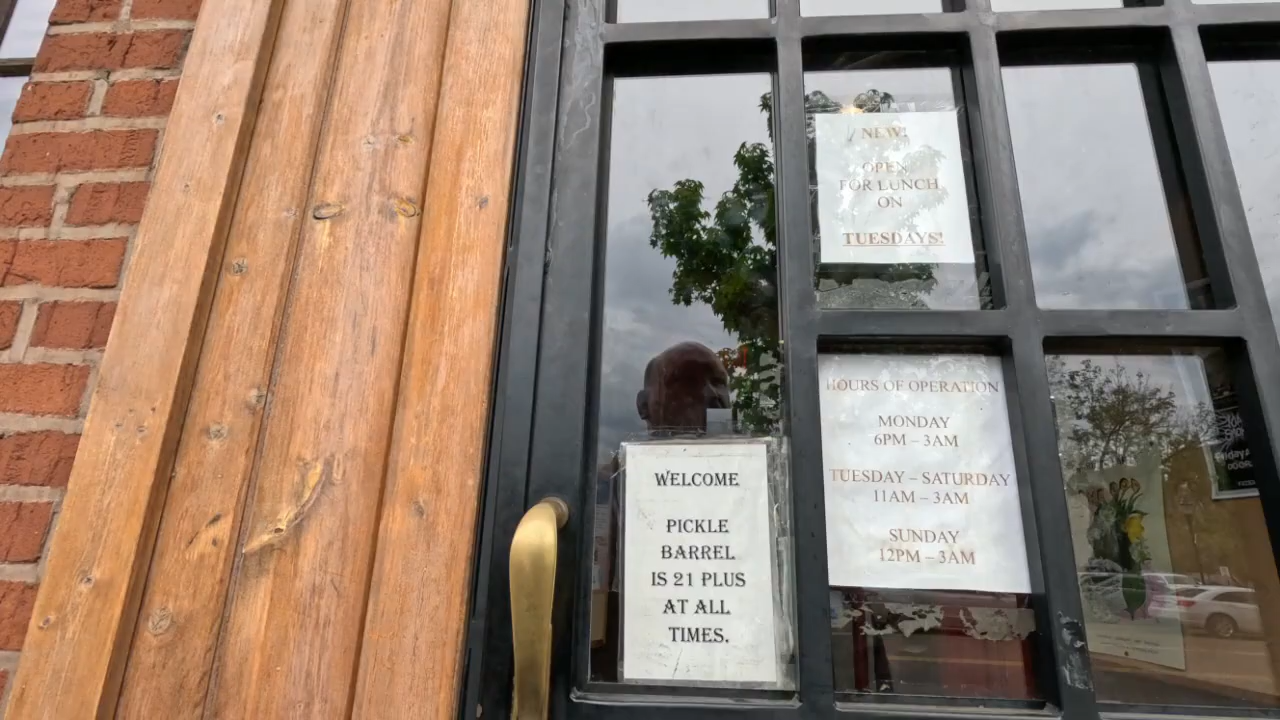 NEW!
OPEN
FOR LUNCH
ON
TUESDAYS!
HOURS OF OPERATION
MONDAY
6PM – 3AM
TUESDAY – SATURDAY
11AM – 3AM
SUNDAY
12PM – 3AM
WELCOME
PICKLE
BARREL
IS 21 PLUS
AT ALL
TIMES.